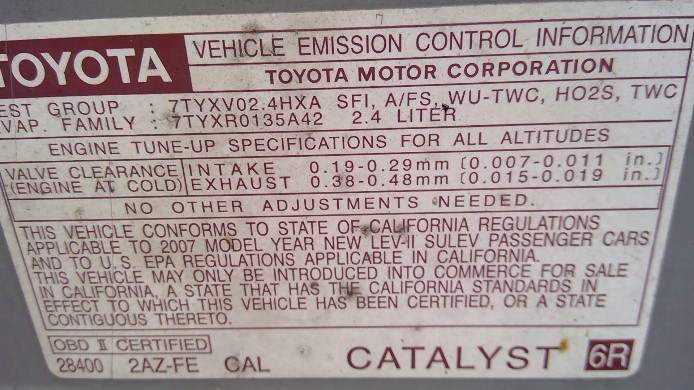 TOYOTA VEHICLE EMISSION CONTROL INFORMATION
TOYOTA MOTOR CORPORATION
EST GROUP : 7TYXV02.4HXA SFI, A/FS, WU-TWC, HO2S, TWC
VAP. FAMILY : 7TYXR0135A42 2.4 LITER
ENGINE TUNE-UP SPECIFICATIONS FOR ALL ALTITUDES
VALVE CLEARANCE INTAKE 0.19-0.29mm (0.007-0.011 in.)
(ENGINE AT COLD) EXHAUST 0.38-0.48mm (0.015-0.019 in.)
NO OTHER ADJUSTMENTS NEEDED.
THIS VEHICLE CONFORMS TO STATE OF CALIFORNIA REGULATIONS
APPLICABLE TO 2007 MODEL YEAR NEW LEV-II SULEV PASSENGER CARS
AND TO U.S. EPA REGULATIONS APPLICABLE IN CALIFORNIA.
THIS VEHICLE MAY ONLY BE INTRODUCED INTO COMMERCE FOR SALE
IN CALIFORNIA, A STATE THAT HAS THE CALIFORNIA STANDARDS IN
EFFECT TO WHICH THIS VEHICLE HAS BEEN CERTIFIED, OR A STATE
CONTIGUOUS THERETO.
OBD II CERTIFIED
28400 2AZ-FE CAL CATALYST 6R